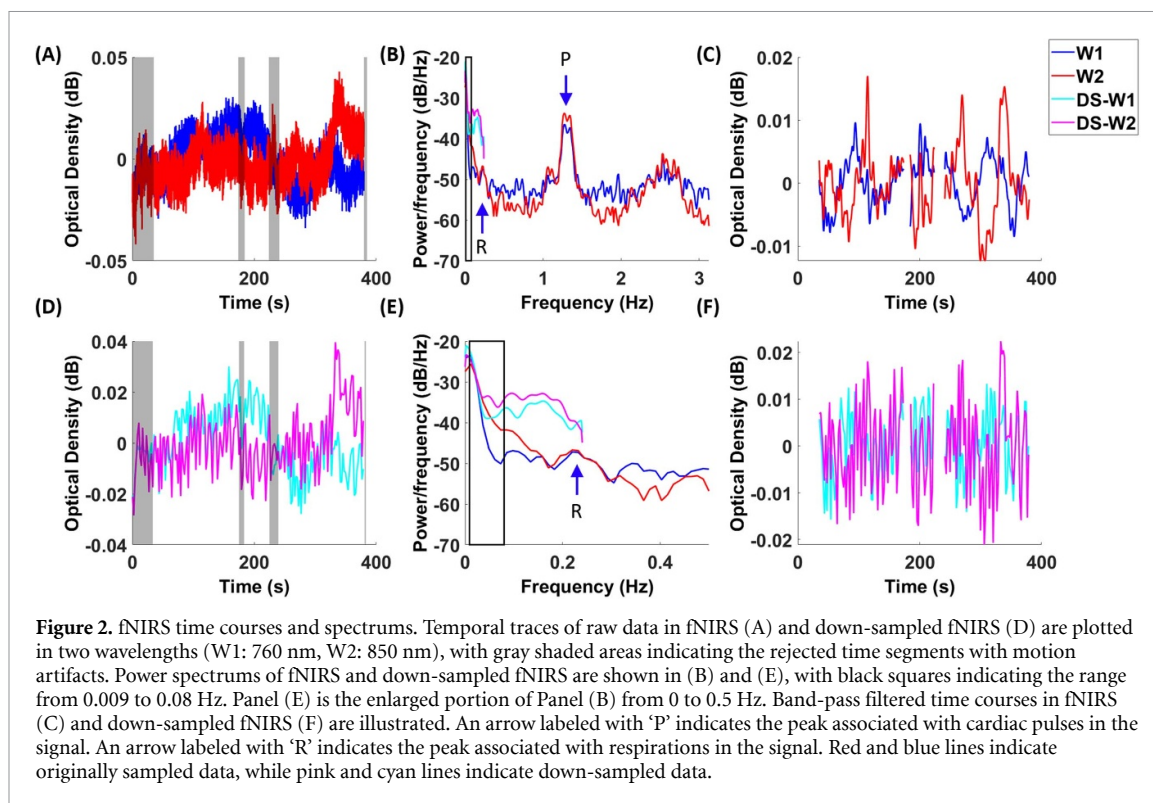 (A)
0.05
0
-0.05
Optical Density (dB)
0
200
400
Time (s)
(B)
-20
-30
-40
-50
-60
-70
Power/frequency (dB/Hz)
P
R
0
1
2
3
Frequency (Hz)
(C)
0.02
0.01
0
-0.01
Optical Density (dB)
0
200
400
Time (s)
W1
W2
DS-W1
DS-W2
(D)
0.04
0.02
0
-0.02
-0.04
Optical Density (dB)
0
200
400
Time (s)
(E)
-20
-30
-40
-50
-60
-70
Power/frequency (dB/Hz)
R
0
0.2
0.4
Frequency (Hz)
(F)
0.02
0.01
0
-0.01
-0.02
Optical Density (dB)
0
200
400
Time (s)
Figure 2. fNIRS time courses and spectrums. Temporal traces of raw data in fNIRS (A) and down-sampled fNIRS (D) are plotted
in two wavelengths (W1: 760 nm, W2: 850 nm), with gray shaded areas indicating the rejected time segments with motion
artifacts. Power spectrums of fNIRS and down-sampled fNIRS are shown in (B) and (E), with black squares indicating the range
from 0.009 to 0.08 Hz. Panel (E) is the enlarged portion of Panel (B) from 0 to 0.5 Hz. Band-pass filtered time courses in fNIRS
(C) and down-sampled fNIRS (F) are illustrated. An arrow labeled with ‘P’ indicates the peak associated with cardiac pulses in the
signal. An arrow labeled with ‘R’ indicates the peak associated with respirations in the signal. Red and blue lines indicate
originally sampled data, while pink and cyan lines indicate down-sampled data.